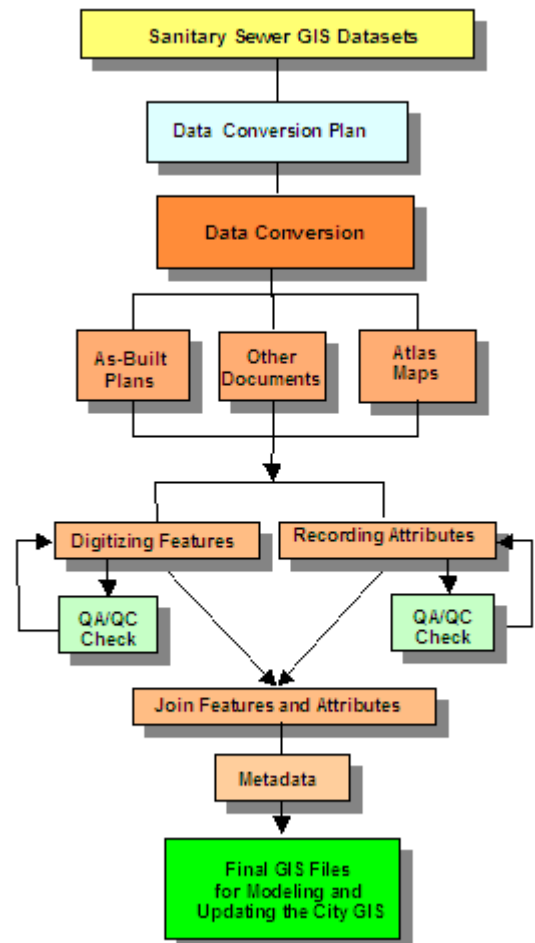 Sanitary Sewer GIS Datasets
Data Conversion Plan
Data Conversion
As-Built
Plans
Other
Documents
Atlas
Maps
Digitizing Features
Recording Attributes
QA/QC
Check
QA/QC
Check
Join Features and Attributes
Metadata
Final GIS Files
for Modeling and
Updating the City GIS